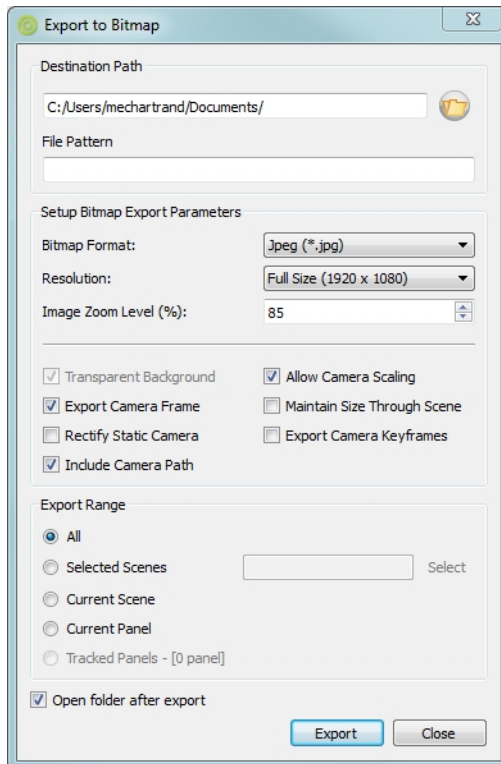 Export to Bitmap
Destination Path
C:/Users/mechartrand/Documents/
File Pattern
Setup Bitmap Export Parameters
Bitmap Format: Jpeg (*.jpg)
Resolution: Full Size (1920 x 1080)
Image Zoom Level (%): 85
Transparent Background Allow Camera Scaling
Export Camera Frame Maintain Size Through Scene
Rectify Static Camera Export Camera Keyframes
Include Camera Path
Export Range
All
Selected Scenes Select
Current Scene
Current Panel
Tracked Panels - [0 panel]
Open folder after export
Export Close